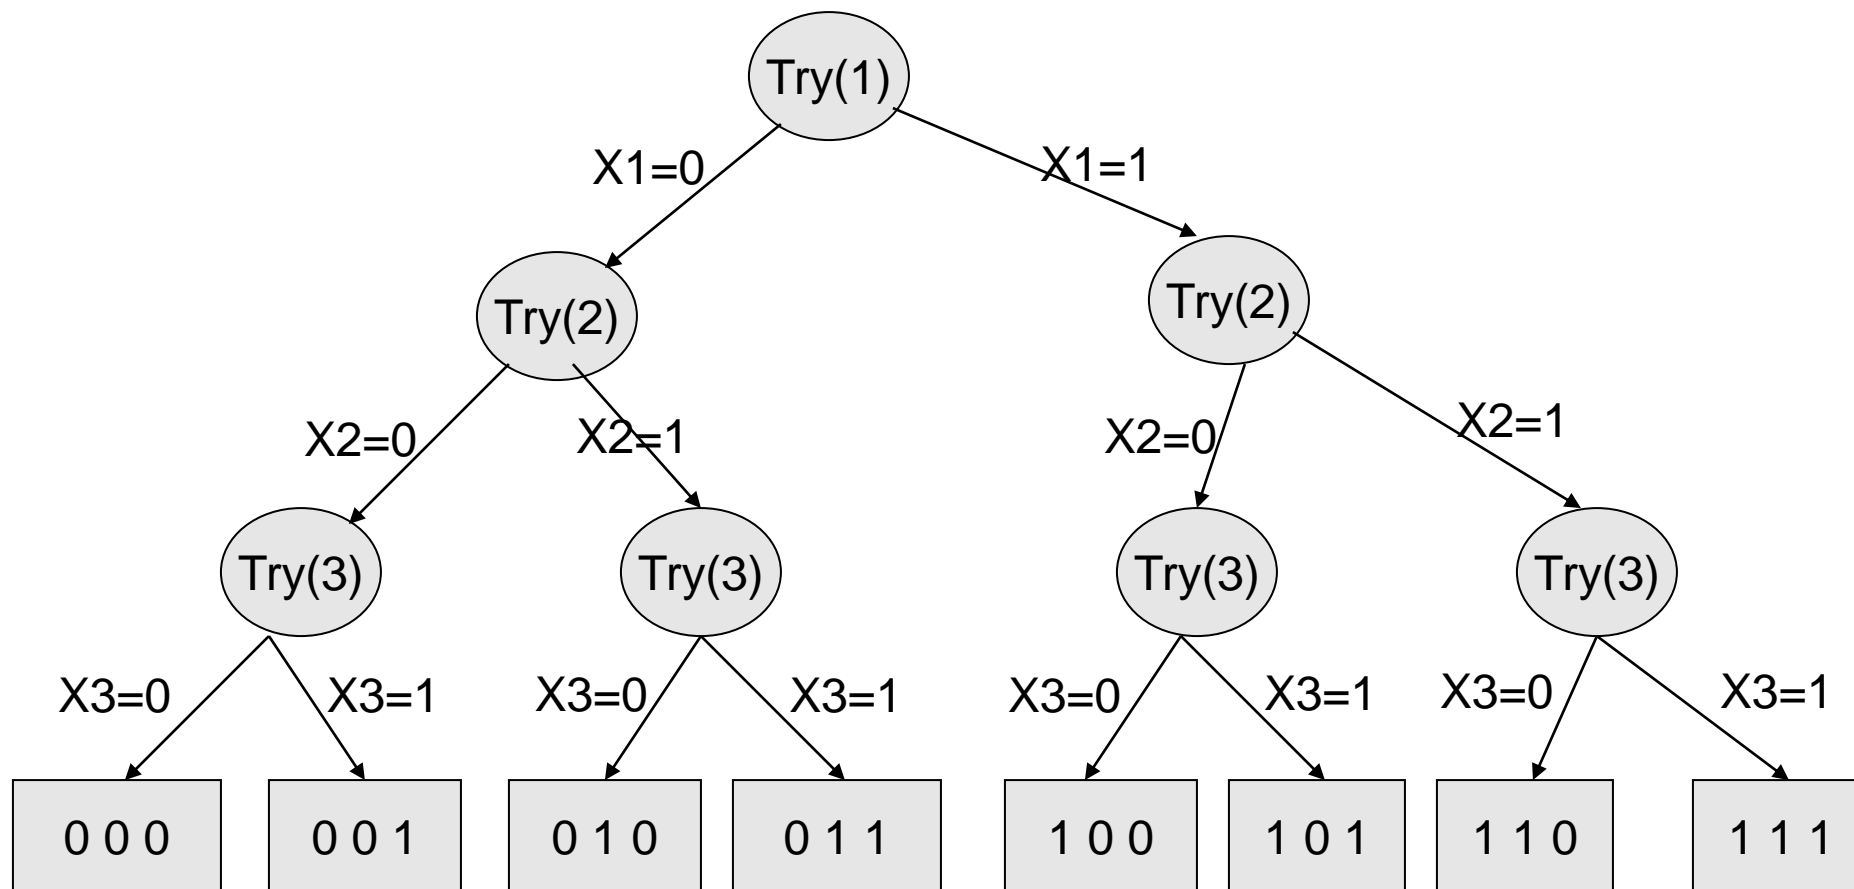 Try(1)
X1=0
X1=1
Try(2)
Try(2)
X2=0
X2=1
X2=0
X2=1
Try(3)
Try(3)
Try(3)
Try(3)
X3=0
X3=1
X3=0
X3=1
X3=0
X3=1
X3=0
X3=1
0 0 0
0 0 1
0 1 0
0 1 1
1 0 0
1 0 1
1 1 0
1 1 1